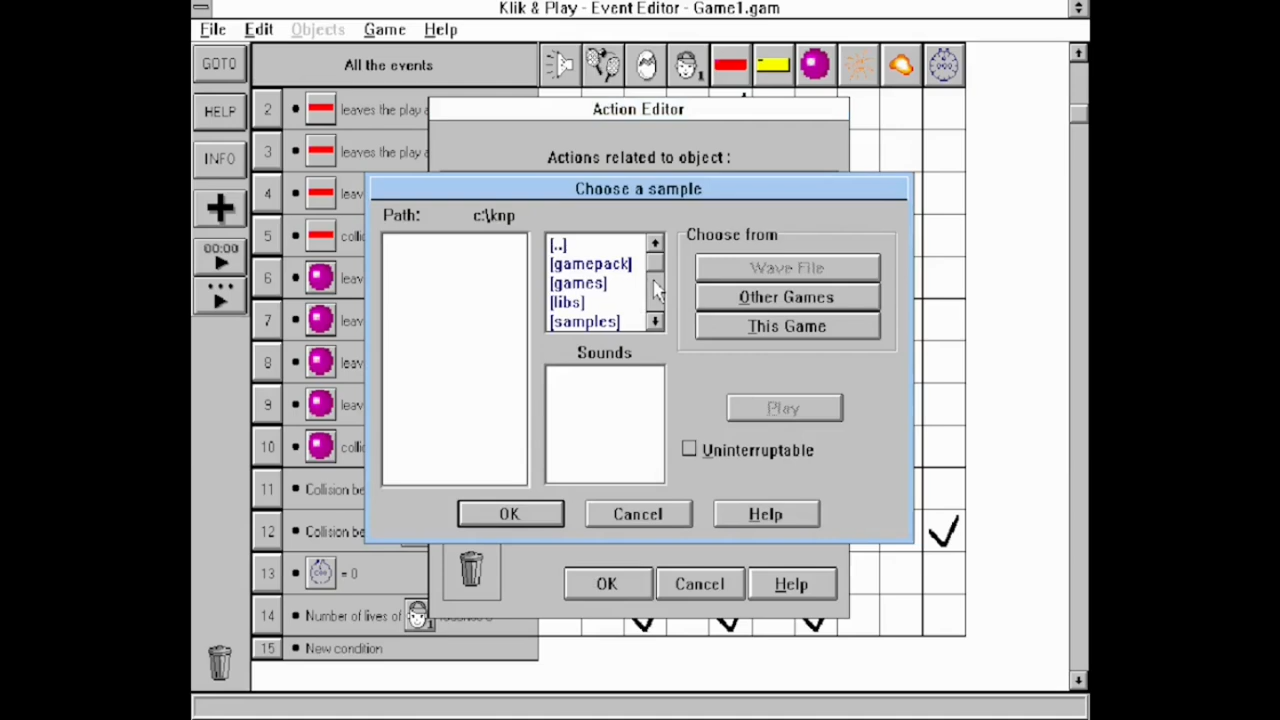 Klik & Play - Event Editor - Game1.gam
File Edit Objects Game Help
GOTO
All the events
1
HELP
INFO
00:00
2 leaves the play
3 leaves the play a
4 leav
5 collis
6 leav
7 leav
8 leav
9 leav
10 collis
11 Collision be
12 Collision be
13 = 0
14 Number of lives of 1
15 New condition
Action Editor
Actions related to object :
Choose a sample
Path: c:\knp
[..]
[gamepack]
[games]
[libs]
[samples]
Choose from
Wave File
Other Games
This Game
Sounds
Play
Uninterruptable
OK Cancel Help
OK Cancel Help